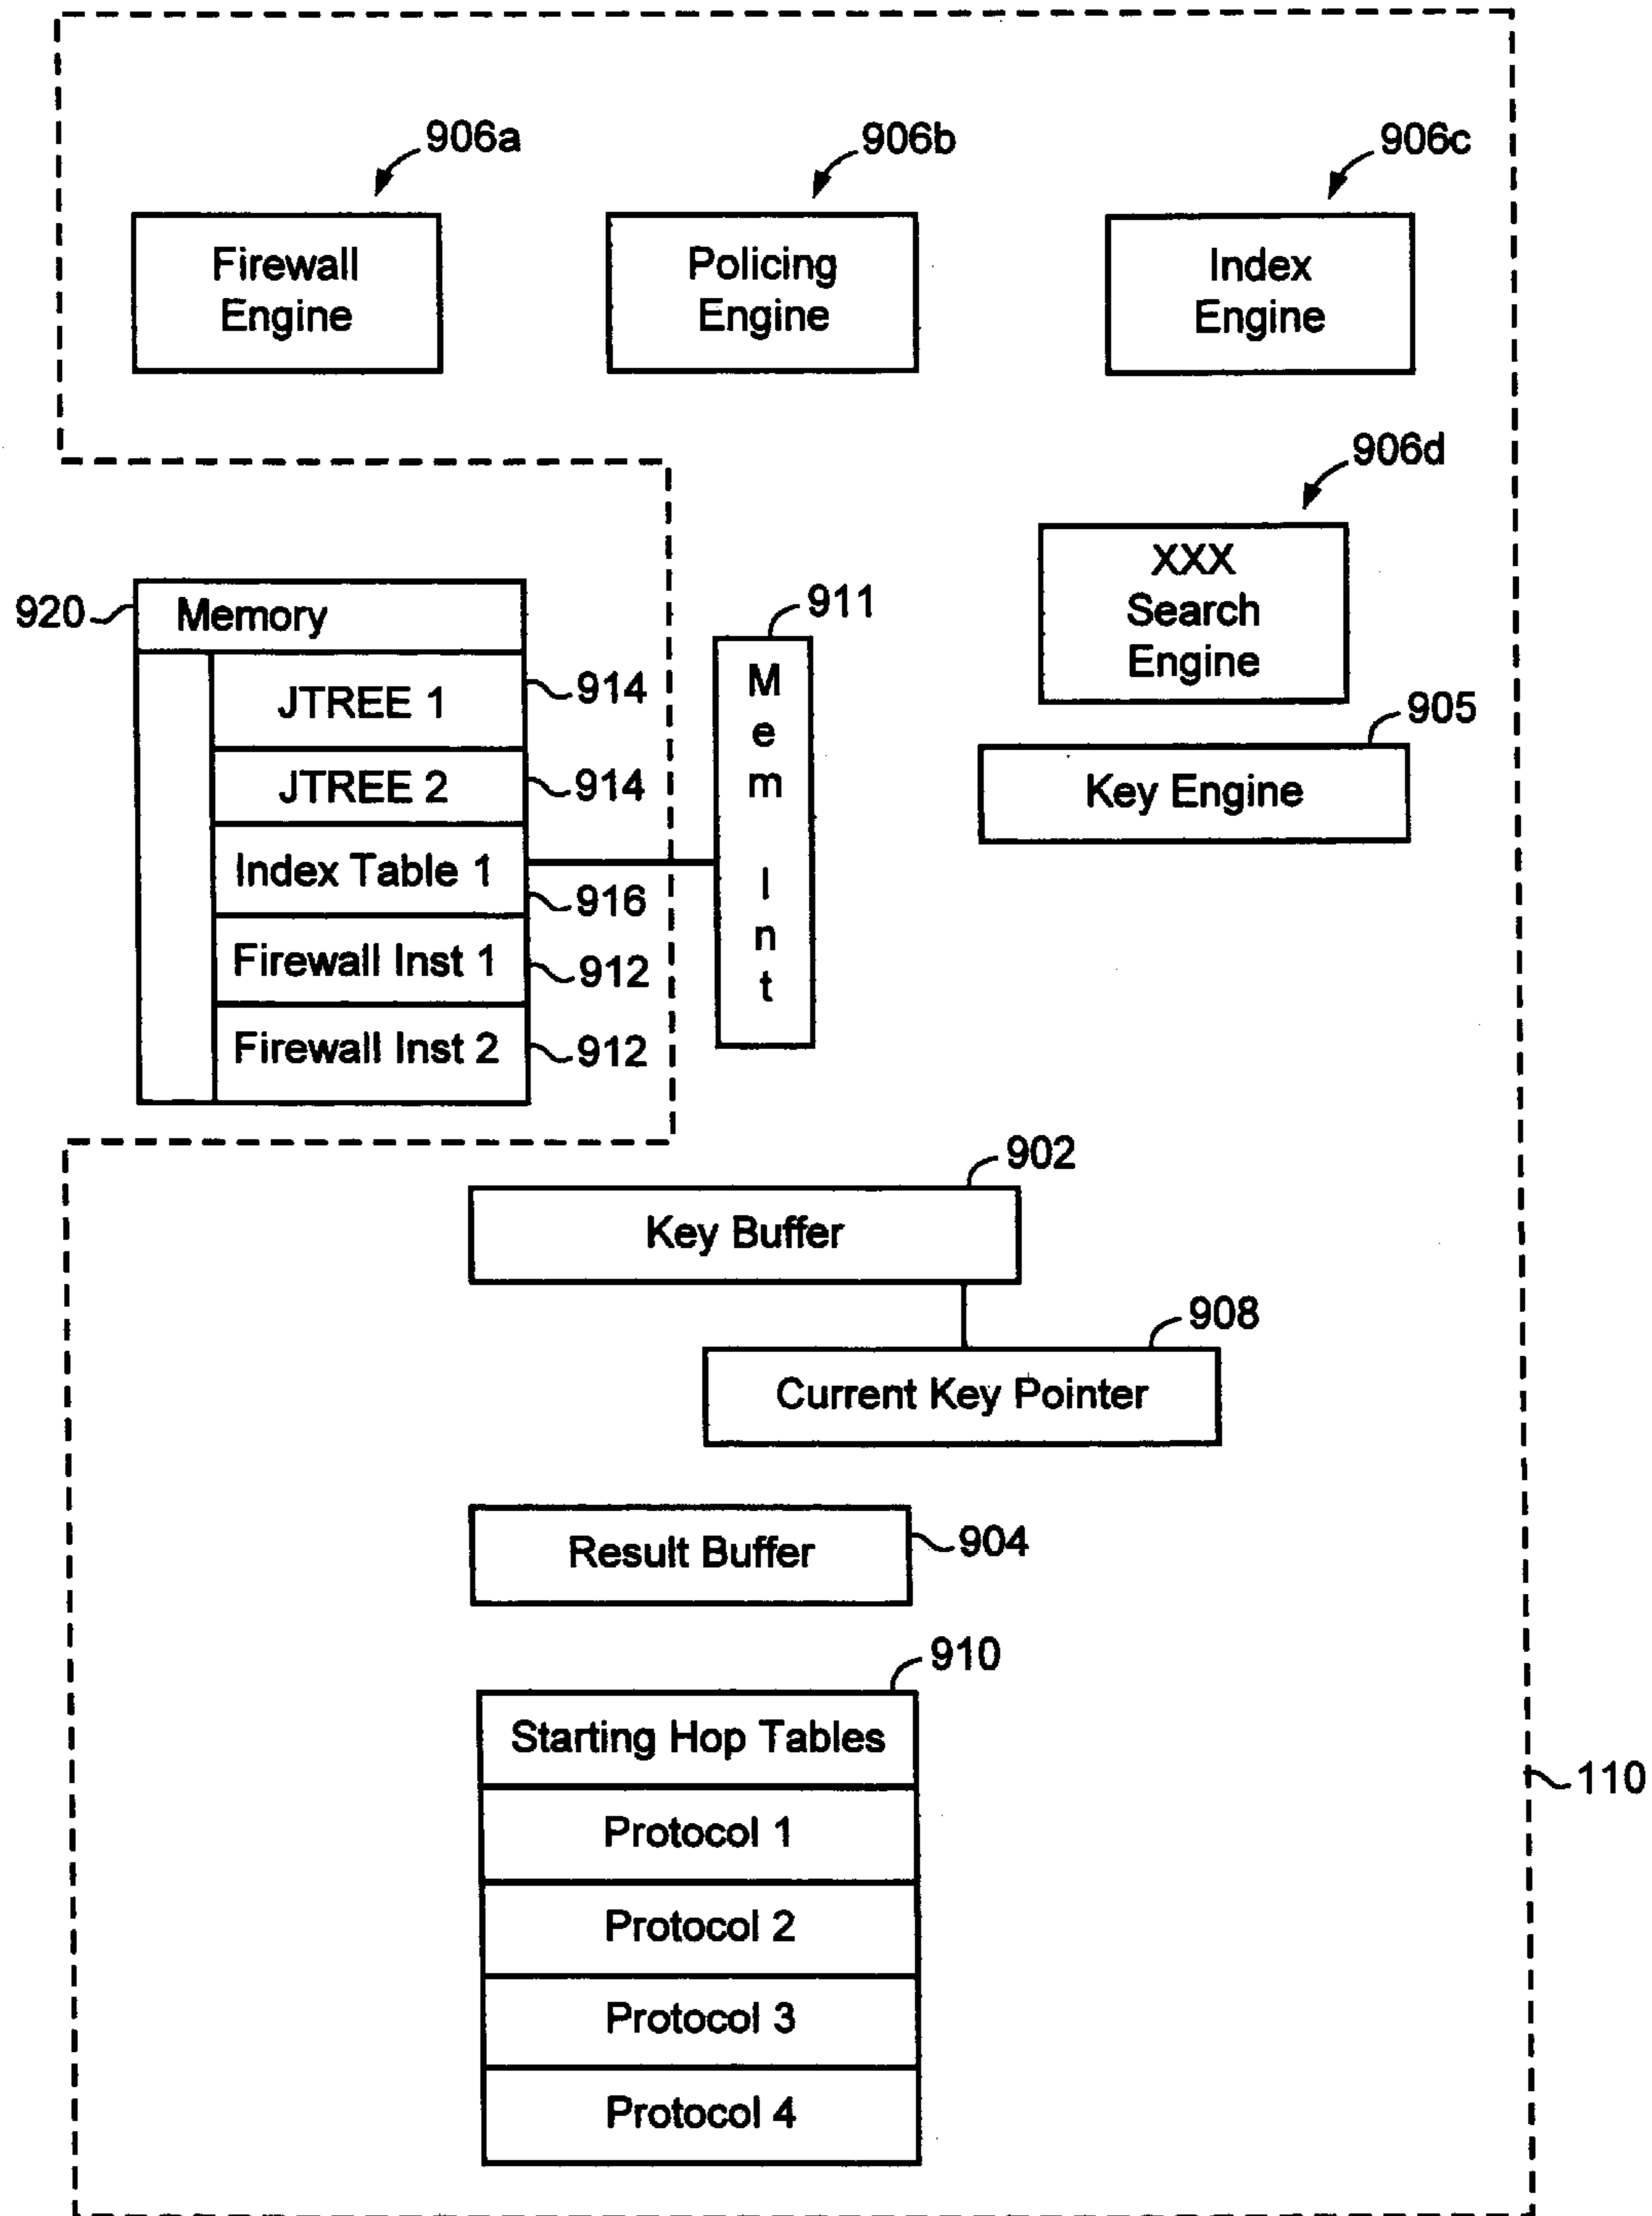 906a
906b
906c
Firewall
Engine
Policing
Engine
Index
Engine
906d
XXX
Search
Engine
920
Memory
911
JTREE 1
914
JTREE 2
914
Index Table 1
916
Firewall Inst 1
912
Firewall Inst 2
912
Mem Int
905
Key Engine
902
Key Buffer
908
Current Key Pointer
Result Buffer
904
910
Starting Hop Tables
Protocol 1
Protocol 2
Protocol 3
Protocol 4
110